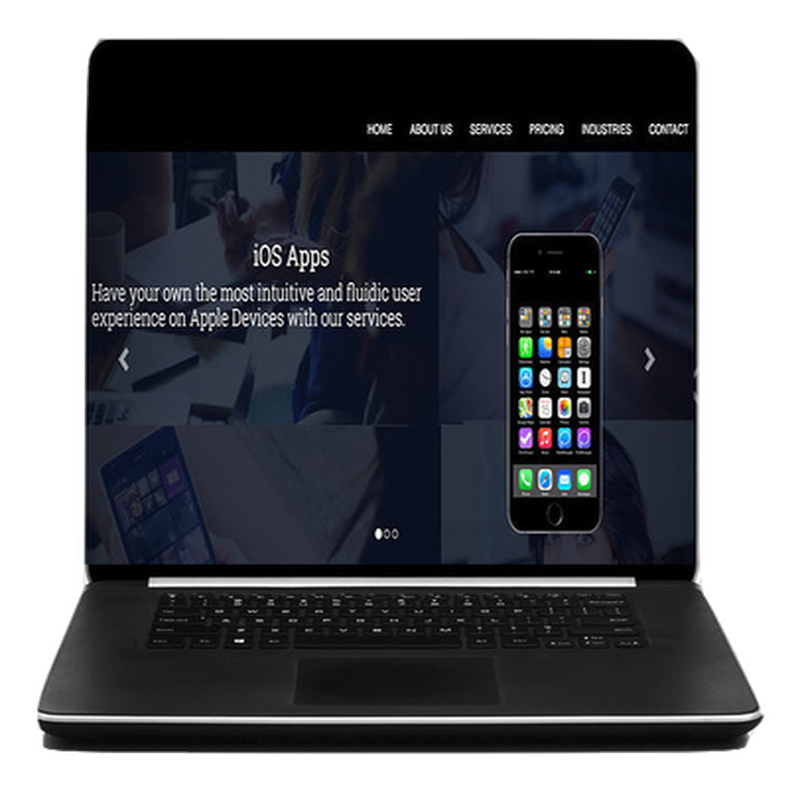 HOME ABOUT US SERVICES PRICING INDUSTRIES CONTACT
iOS Apps
Have your own the most intuitive and fluidic user
experience on Apple Devices with our services.